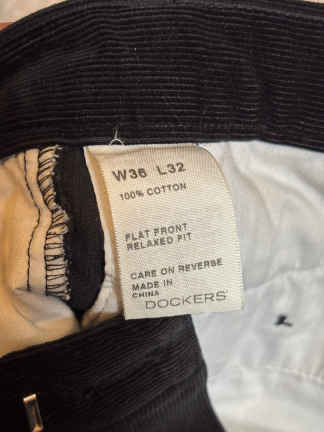 W36 L32
100% COTTON
FLAT FRONT
RELAXED FIT
CARE ON REVERSE
MADE IN
CHINA
DOCKERS®